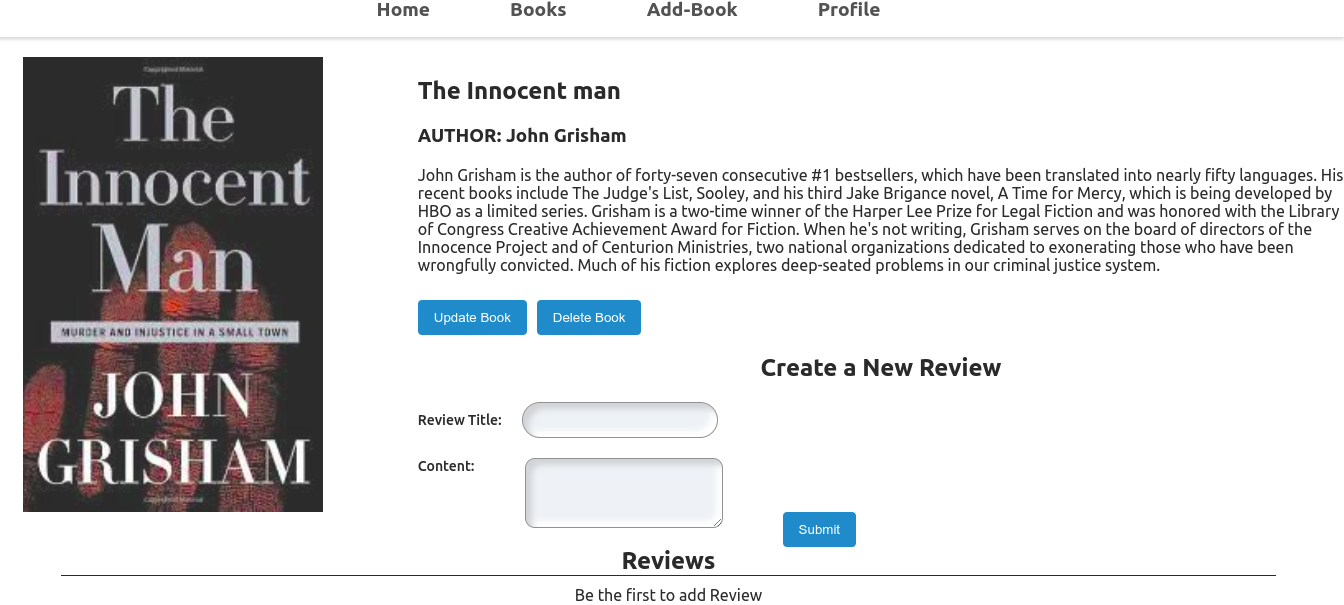 Home Books Add-Book Profile
The
Innocent
Man
MURDER AND INJUSTICE IN A SMALL TOWN
JOHN
GRISHAM
The Innocent man
AUTHOR: John Grisham
John Grisham is the author of forty-seven consecutive #1 bestsellers, which have been translated into nearly fifty languages. His
recent books include The Judge's List, Sooley, and his third Jake Brigance novel, A Time for Mercy, which is being developed by
HBO as a limited series. Grisham is a two-time winner of the Harper Lee Prize for Legal Fiction and was honored with the Library
of Congress Creative Achievement Award for Fiction. When he's not writing, Grisham serves on the board of directors of the
Innocence Project and of Centurion Ministries, two national organizations dedicated to exonerating those who have been
wrongfully convicted. Much of his fiction explores deep-seated problems in our criminal justice system.
Update Book Delete Book
Create a New Review
Review Title:
Content:
Submit
Reviews
Be the first to add Review